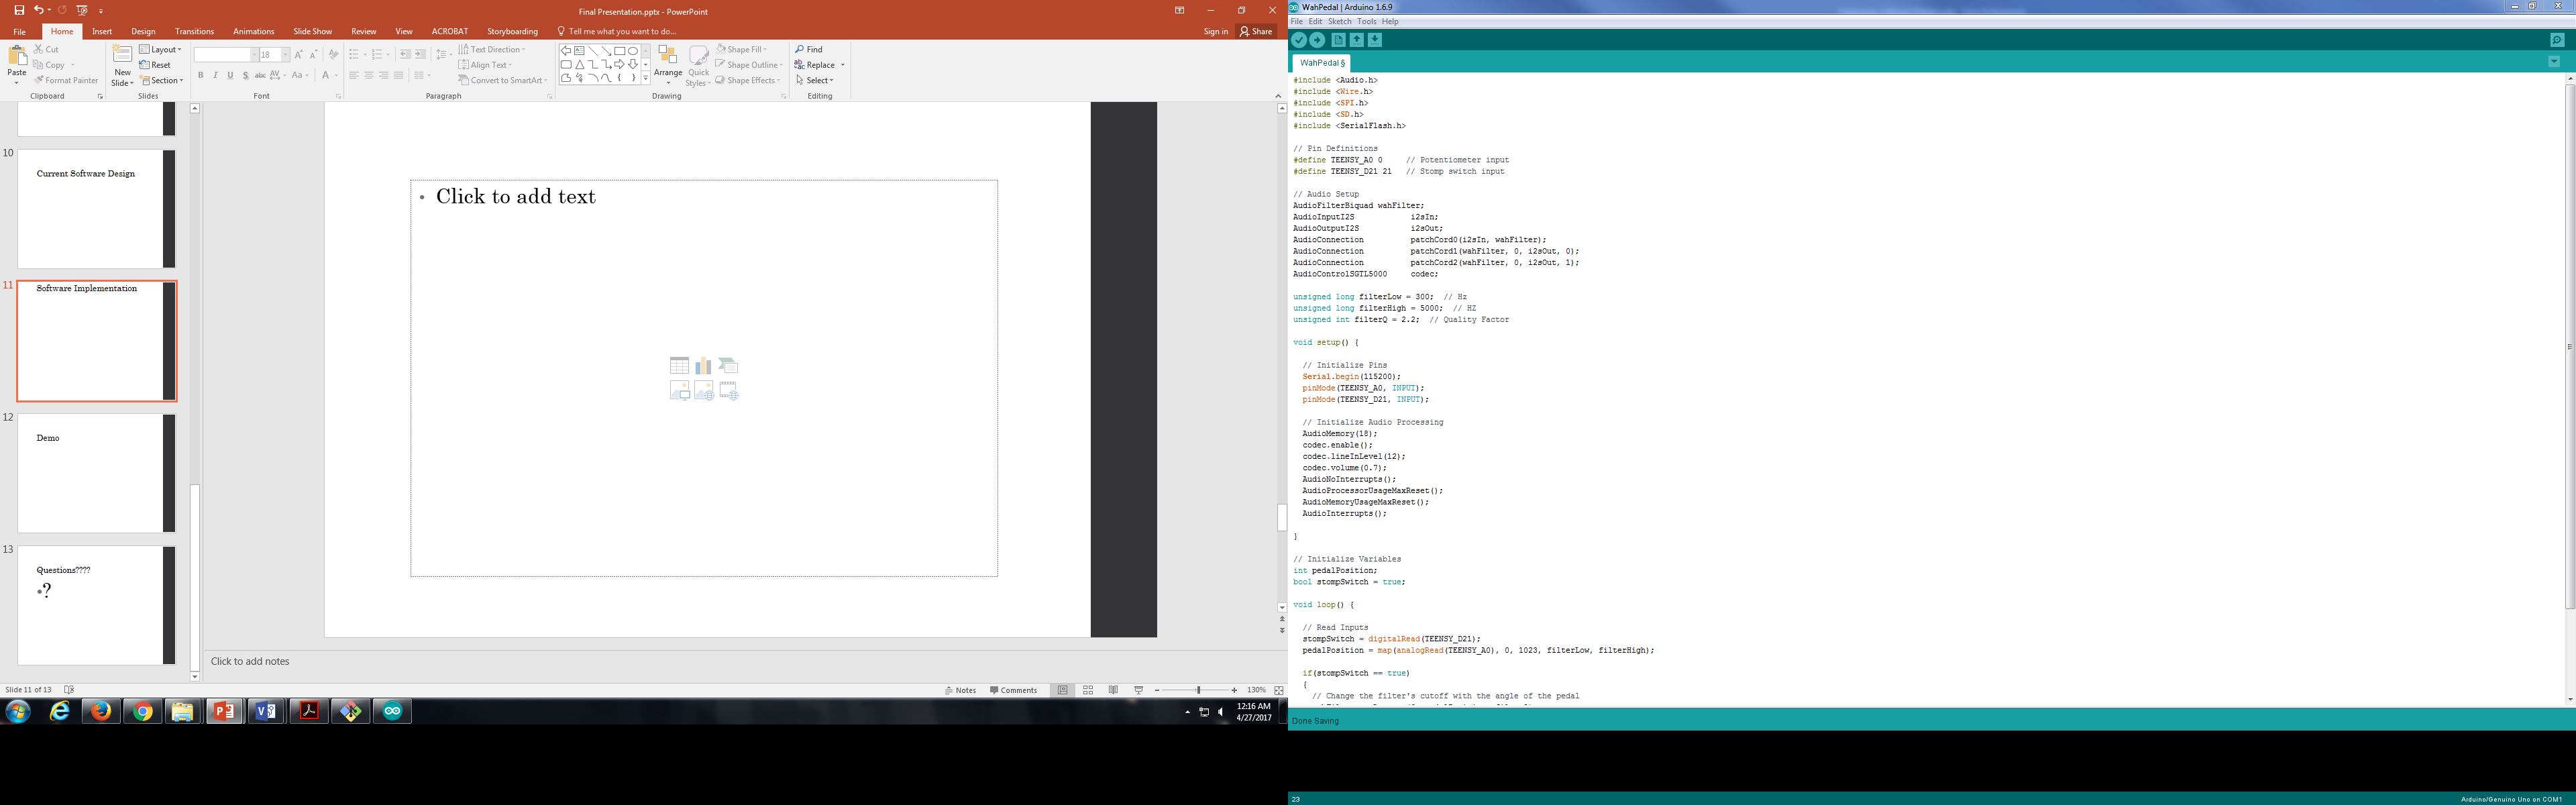 Final Presentation.pptx - PowerPoint
File Home Insert Design Transitions Animations Slide Show Review View ACROBAT Storyboarding Tell me what you want to do... Sign in Share
Paste
Cut
Copy
Format Painter
Clipboard
New
Slide
Layout
Reset
Section
Slides
18
B I U S abc AV Aa A
Font
Text Direction
Align Text
Convert to SmartArt
Paragraph
Arrange
Quick
Styles
Shape Fill
Shape Outline
Shape Effects
Drawing
Find
Replace
Select
Editing
10
Current Software Design
11
Software Implementation
12
Demo
13
Questions????
•?
• Click to add text
Click to add notes
Slide 11 of 13
Notes
Comments
130%
12:16 AM
4/27/2017
WahPedal | Arduino 1.6.9
File Edit Sketch Tools Help
WahPedal §
#include <Audio.h>
#include <Wire.h>
#include <SPI.h>
#include <SD.h>
#include <SerialFlash.h>
// Pin Definitions
#define TEENSY_A0 0 // Potentiometer input
#define TEENSY_D21 21 // Stomp switch input
// Audio Setup
AudioFilterBiquad wahFilter;
AudioInputI2S i2sIn;
AudioOutputI2S i2sOut;
AudioConnection patchCord0(i2sIn, wahFilter);
AudioConnection patchCord1(wahFilter, 0, i2sOut, 0);
AudioConnection patchCord2(wahFilter, 0, i2sOut, 1);
AudioControlSGTL5000 codec;
unsigned long filterLow = 300; // Hz
unsigned long filterHigh = 5000; // HZ
unsigned int filterQ = 2.2; // Quality Factor
void setup() {
// Initialize Pins
Serial.begin(115200);
pinMode(TEENSY_A0, INPUT);
pinMode(TEENSY_D21, INPUT);
// Initialize Audio Processing
AudioMemory(18);
codec.enable();
codec.lineInLevel(12);
codec.volume(0.7);
AudioNoInterrupts();
AudioProcessorUsageMaxReset();
AudioMemoryUsageMaxReset();
AudioInterrupts();
}
// Initialize Variables
int pedalPosition;
bool stompSwitch = true;
void loop() {
// Read Inputs
stompSwitch = digitalRead(TEENSY_D21);
pedalPosition = map(analogRead(TEENSY_A0), 0, 1023, filterLow, filterHigh);
if(stompSwitch == true)
{
// Change the filter's cutoff with the angle of the pedal
Done Saving.
23
Arduino/Genuino Uno on COM1